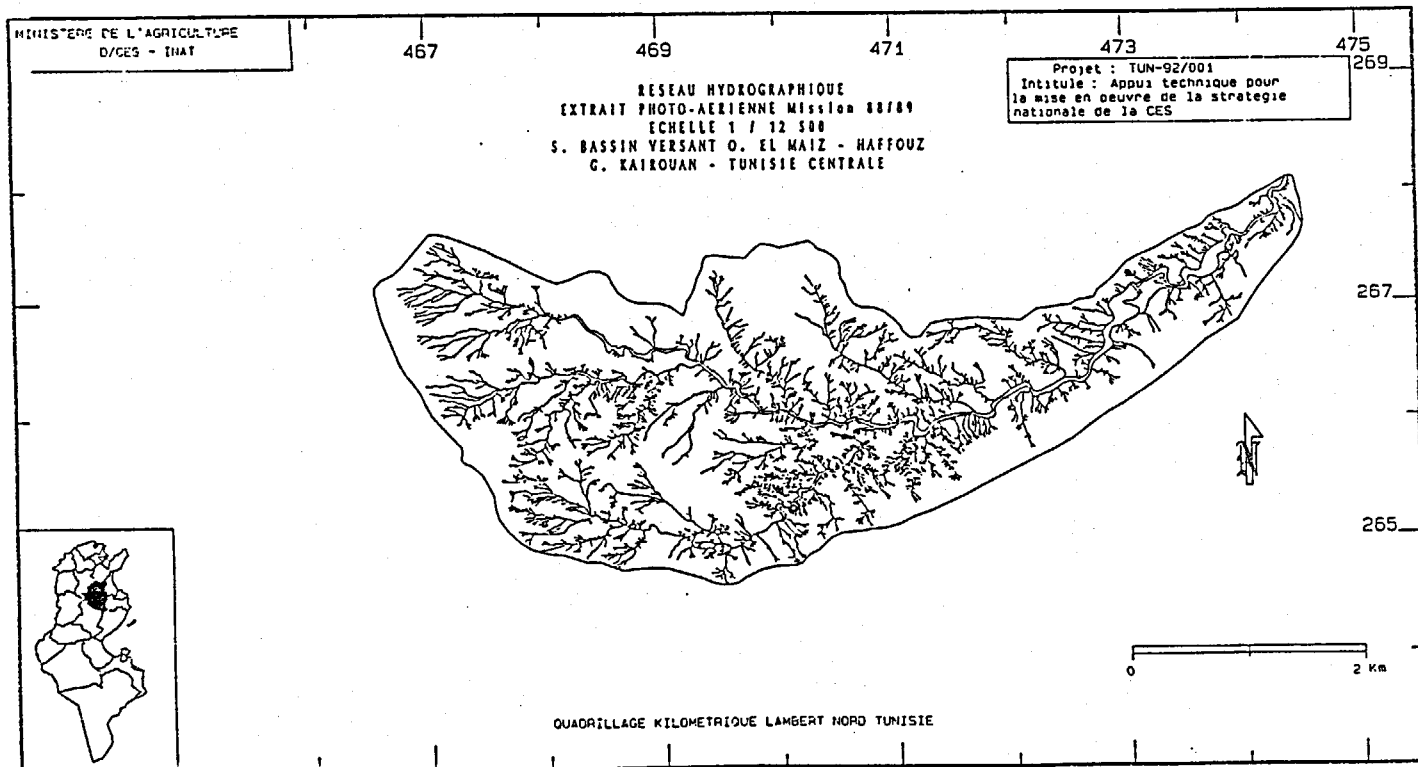 MINISTERE DE L'AGRICULTURE
D/CES - INAT
467 469 471 473 475
269
Projet : TUN-92/001
Intitule : Appui technique pour
la mise en oeuvre de la strategie
nationale de la CES
RESEAU HYDROGRAPHIQUE
EXTRAIT PHOTO-AERIENNE Mission 88/89
ECHELLE 1 / 12 500
S. BASSIN VERSANT O. EL MAIZ - HAFFOUZ
G. KAIROUAN - TUNISIE CENTRALE
267
N
265
0 2 Km
QUADRILLAGE KILOMETRIQUE LAMBERT NORD TUNISIE